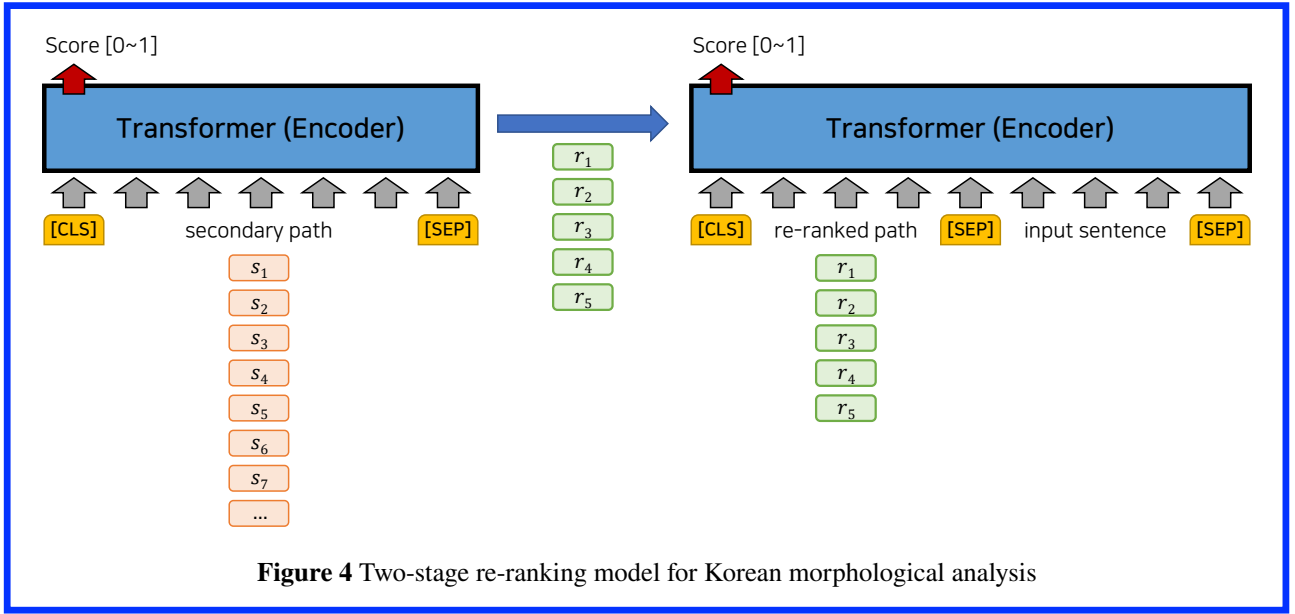 Score [0~1]
Transformer (Encoder)
[CLS]
secondary path
[SEP]
s₁
s₂
s₃
s₄
s₅
s₆
s₇
...
r₁
r₂
r₃
r₄
r₅
Score [0~1]
Transformer (Encoder)
[CLS]
re-ranked path
[SEP]
input sentence
[SEP]
r₁
r₂
r₃
r₄
r₅
Figure 4 Two-stage re-ranking model for Korean morphological analysis